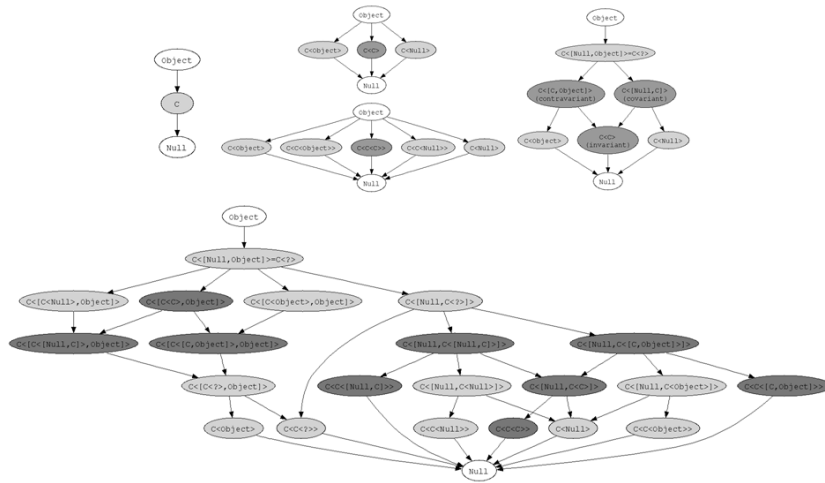 Object
C
Null
Object
C<Object>
C<C>
C<Null>
Null
Object
C<Object>
C<C<Object>>
C<C<C>>
C<C<Null>>
C<Null>
Null
Object
C<[Null,Object]>=C<?>
C<[C,Object]>
(contravariant)
C<[Null,C]>
(covariant)
C<Object>
C<C>
(invariant)
C<Null>
Null
Object
C<[Null,Object]>=C<?>
C<[C<Null>,Object]>
C<[C<C>,Object]>
C<[C<Object>,Object]>
C<[Null,C<?>]>
C<[C<[Null,C]>,Object]>
C<[C<[C,Object]>,Object]>
C<[Null,C<[Null,C]>]>
C<[Null,C<[C,Object]>]>
C<[C<?>,Object]>
C<C<[Null,C]>>
C<[Null,C<Null>]>
C<[Null,C<C>]>
C<[Null,C<Object>]>
C<C<[C,Object]>>
C<Object>
C<C<?>>
C<C<Null>>
C<C<C>>
C<Null>
C<C<Object>>
Null